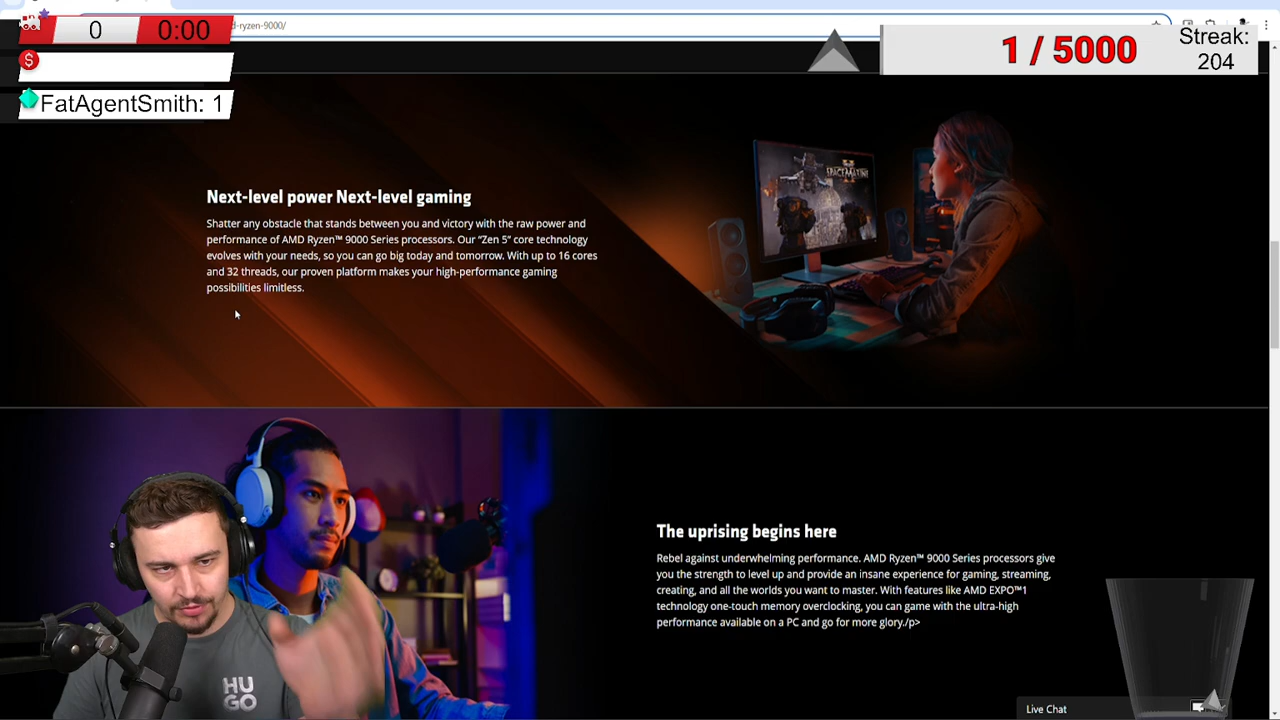 d-ryzen-9000/
0
0:00
$
FatAgentSmith: 1
1 / 5000
Streak:
204
Next-level power Next-level gaming
Shatter any obstacle that stands between you and victory with the raw power and
performance of AMD Ryzen™ 9000 Series processors. Our “Zen 5” core technology
evolves with your needs, so you can go big today and tomorrow. With up to 16 cores
and 32 threads, our proven platform makes your high-performance gaming
possibilities limitless.
SPACE MARINE
II
The uprising begins here
Rebel against underwhelming performance. AMD Ryzen™ 9000 Series processors give
you the strength to level up and provide an insane experience for gaming, streaming,
creating, and all the worlds you want to master. With features like AMD EXPO™1
technology one-touch memory overclocking, you can game with the ultra-high
performance available on a PC and go for more glory./p>
HU
GO
Live Chat